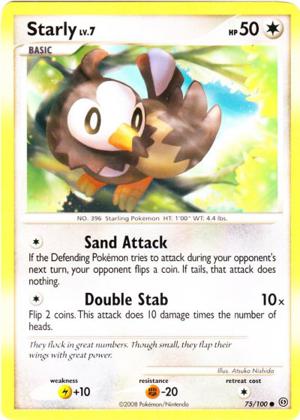 Starly LV.7 HP 50
BASIC
NO. 396 Starling Pokémon HT: 1'00" WT: 4.4 lbs.
Sand Attack
If the Defending Pokémon tries to attack during your opponent's
next turn, your opponent flips a coin. If tails, that attack does
nothing.
Double Stab 10×
Flip 2 coins. This attack does 10 damage times the number of
heads.
They flock in great numbers. Though small, they flap their
wings with great power.
Illus. Atsuko Nishida
weakness resistance retreat cost
+10 -20
©2008 Pokémon/Nintendo 75/100